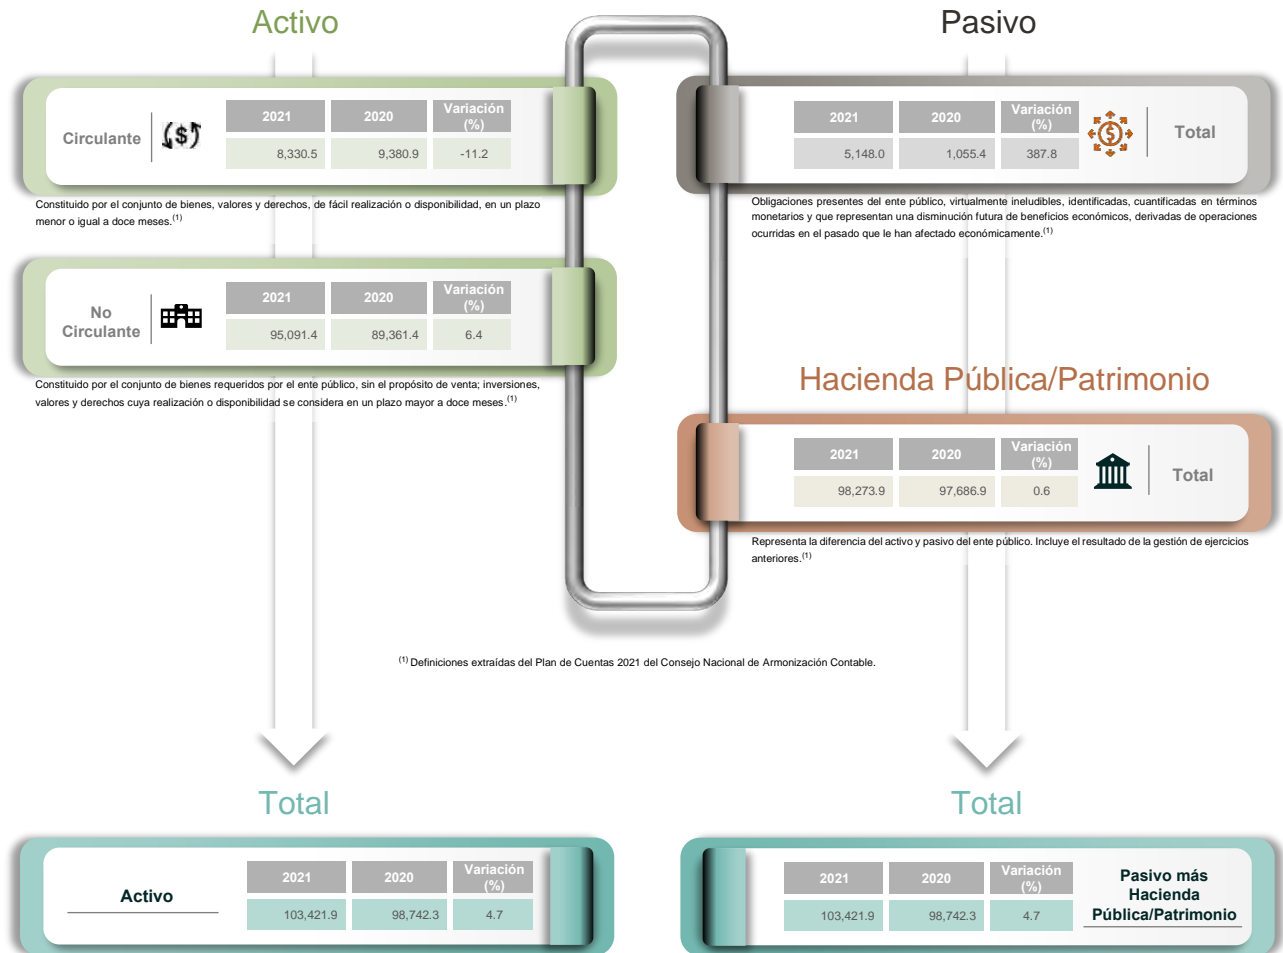 Activo
Circulante
2021 2020 Variación (%)
8,330.5 9,380.9 -11.2
Constituido por el conjunto de bienes, valores y derechos, de fácil realización o disponibilidad, en un plazo
menor o igual a doce meses.(1)
No
Circulante
2021 2020 Variación (%)
95,091.4 89,361.4 6.4
Constituido por el conjunto de bienes requeridos por el ente público, sin el propósito de venta; inversiones,
valores y derechos cuya realización o disponibilidad se considera en un plazo mayor a doce meses.(1)
Pasivo
2021 2020 Variación (%)
5,148.0 1,055.4 387.8
Total
Obligaciones presentes del ente público, virtualmente ineludibles, identificadas, cuantificadas en términos
monetarios y que representan una disminución futura de beneficios económicos, derivadas de operaciones
ocurridas en el pasado que le han afectado económicamente.(1)
Hacienda Pública/Patrimonio
2021 2020 Variación (%)
98,273.9 97,686.9 0.6
Total
Representa la diferencia del activo y pasivo del ente público. Incluye el resultado de la gestión de ejercicios
anteriores.(1)
(1) Definiciones extraídas del Plan de Cuentas 2021 del Consejo Nacional de Armonización Contable.
Total
Activo
2021 2020 Variación (%)
103,421.9 98,742.3 4.7
Total
2021 2020 Variación (%)
103,421.9 98,742.3 4.7
Pasivo más
Hacienda
Pública/Patrimonio